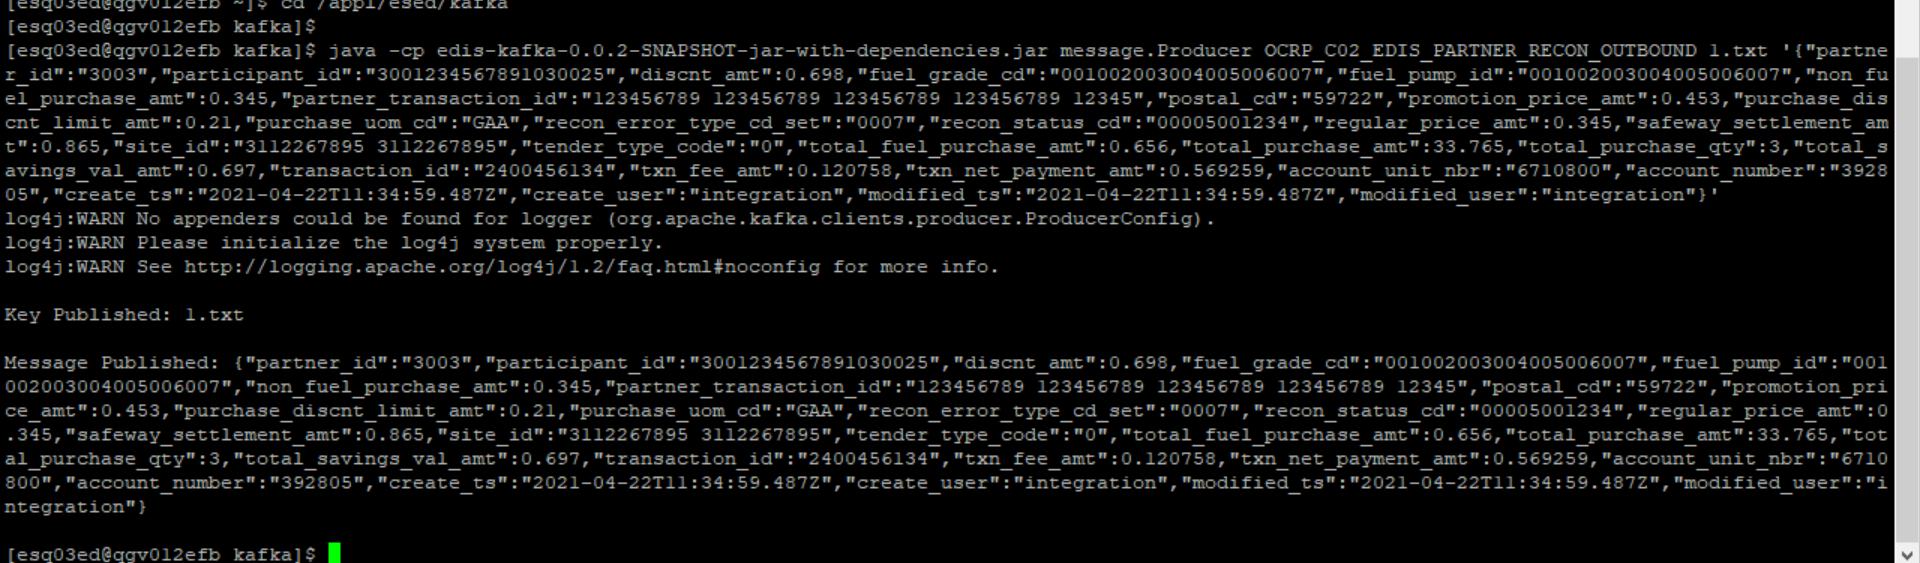 [esq03ed@qgv012efb ~]$ cd /appl/esed/kafka
[esq03ed@qgv012efb kafka]$
[esq03ed@qgv012efb kafka]$ java -cp edis-kafka-0.0.2-SNAPSHOT-jar-with-dependencies.jar message.Producer OCRP_C02_EDIS_PARTNER_RECON_OUTBOUND 1.txt '{"partne
r_id":"3003","participant_id":"3001234567891030025","discnt_amt":0.698,"fuel_grade_cd":"001002003004005006007","fuel_pump_id":"001002003004005006007","non_fu
el_purchase_amt":0.345,"partner_transaction_id":"123456789 123456789 123456789 123456789 12345","postal_cd":"59722","promotion_price_amt":0.453,"purchase_dis
cnt_limit_amt":0.21,"purchase_uom_cd":"GAA","recon_error_type_cd_set":"0007","recon_status_cd":"00005001234","regular_price_amt":0.345,"safeway_settlement_am
t":0.865,"site_id":"3112267895 3112267895","tender_type_code":"0","total_fuel_purchase_amt":0.656,"total_purchase_amt":33.765,"total_purchase_qty":3,"total_s
avings_val_amt":0.697,"transaction_id":"2400456134","txn_fee_amt":0.120758,"txn_net_payment_amt":0.569259,"account_unit_nbr":"6710800","account_number":"3928
05","create_ts":"2021-04-22T11:34:59.487Z","create_user":"integration","modified_ts":"2021-04-22T11:34:59.487Z","modified_user":"integration"}'
log4j:WARN No appenders could be found for logger (org.apache.kafka.clients.producer.ProducerConfig).
log4j:WARN Please initialize the log4j system properly.
log4j:WARN See http://logging.apache.org/log4j/1.2/faq.html#noconfig for more info.
Key Published: 1.txt
Message Published: {"partner_id":"3003","participant_id":"3001234567891030025","discnt_amt":0.698,"fuel_grade_cd":"001002003004005006007","fuel_pump_id":"001
002003004005006007","non_fuel_purchase_amt":0.345,"partner_transaction_id":"123456789 123456789 123456789 123456789 12345","postal_cd":"59722","promotion_pri
ce_amt":0.453,"purchase_discnt_limit_amt":0.21,"purchase_uom_cd":"GAA","recon_error_type_cd_set":"0007","recon_status_cd":"00005001234","regular_price_amt":0
.345,"safeway_settlement_amt":0.865,"site_id":"3112267895 3112267895","tender_type_code":"0","total_fuel_purchase_amt":0.656,"total_purchase_amt":33.765,"tot
al_purchase_qty":3,"total_savings_val_amt":0.697,"transaction_id":"2400456134","txn_fee_amt":0.120758,"txn_net_payment_amt":0.569259,"account_unit_nbr":"6710
800","account_number":"392805","create_ts":"2021-04-22T11:34:59.487Z","create_user":"integration","modified_ts":"2021-04-22T11:34:59.487Z","modified_user":"i
ntegration"}
[esq03ed@qgv012efb kafka]$